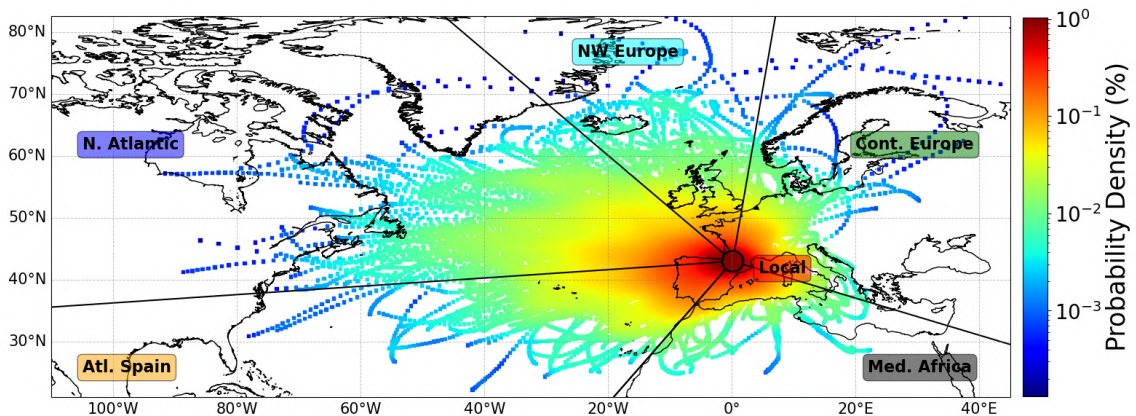 80°N
70°N
60°N
50°N
40°N
30°N
NW Europe
N. Atlantic
Cont. Europe
Local
Atl. Spain
Med. Africa
100°W 80°W 60°W 40°W 20°W 0° 20°E 40°E
10⁰
10⁻¹
10⁻²
10⁻³
Probability Density (%)